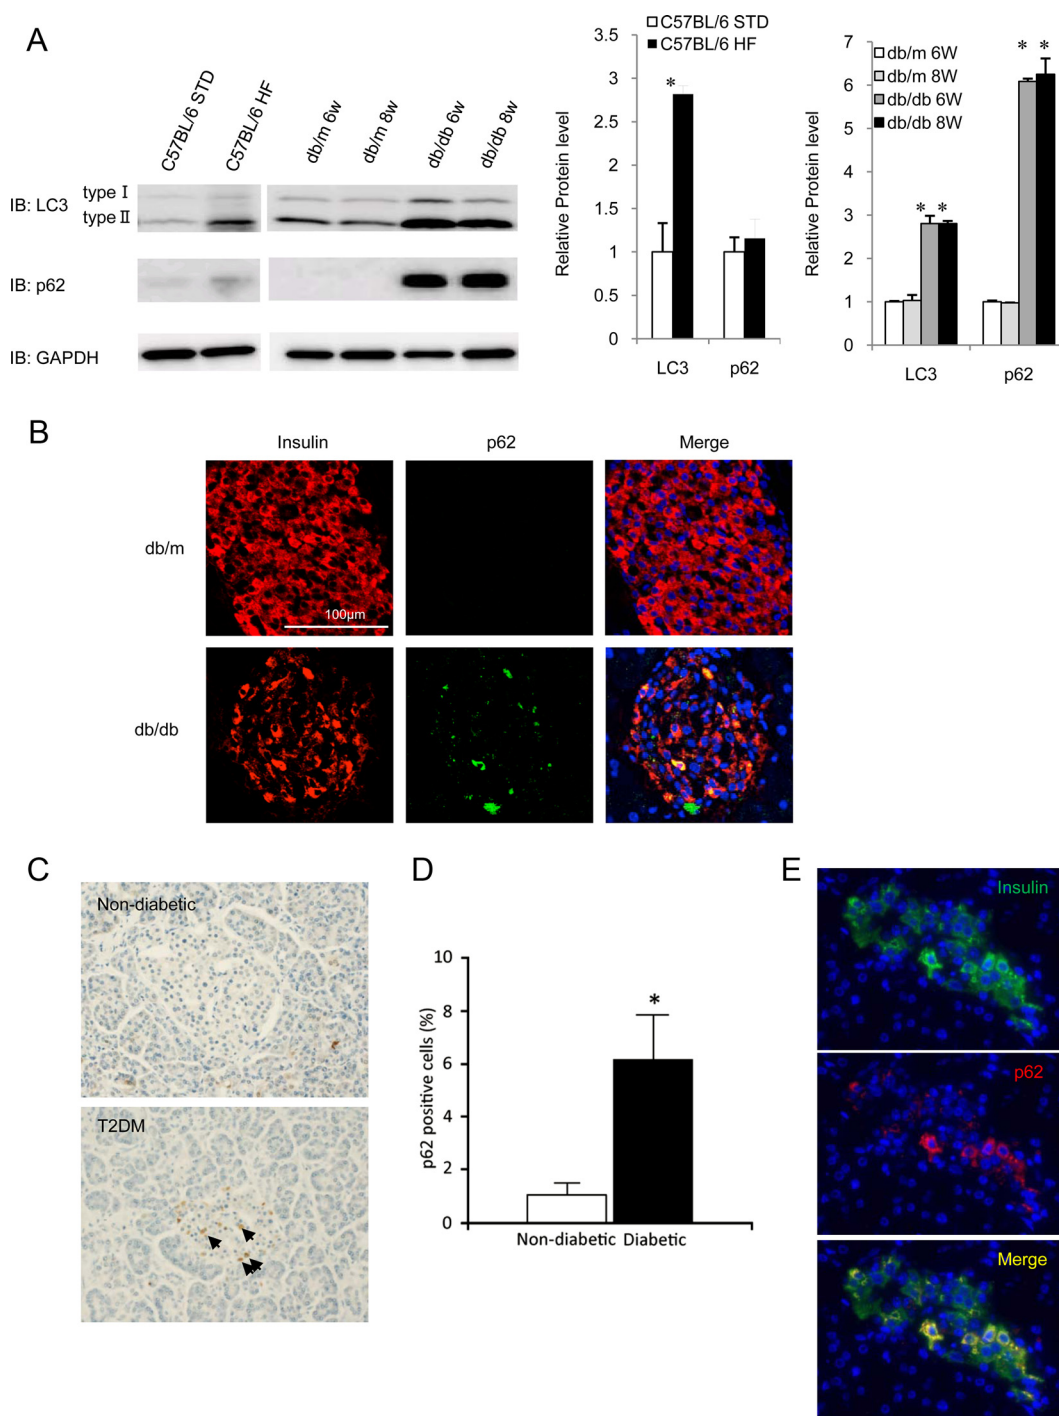 A
C57BL/6 STD
C57BL/6 HF
db/m 6w
db/m 8w
db/db 6w
db/db 8w
IB: LC3
type I
type II
IB: p62
IB: GAPDH
C57BL/6 STD
C57BL/6 HF
Relative Protein level
3.5
3
2.5
2
1.5
1
0.5
0
*
LC3
p62
db/m 6W
db/m 8W
db/db 6W
db/db 8W
Relative Protein level
7
6
5
4
3
2
1
0
* *
* *
LC3
p62
B
Insulin
p62
Merge
db/m
100μm
db/db
C
Non-diabetic
T2DM
D
p62 positive cells (%)
10
8
6
4
2
0
*
Non-diabetic
Diabetic
E
Insulin
p62
Merge